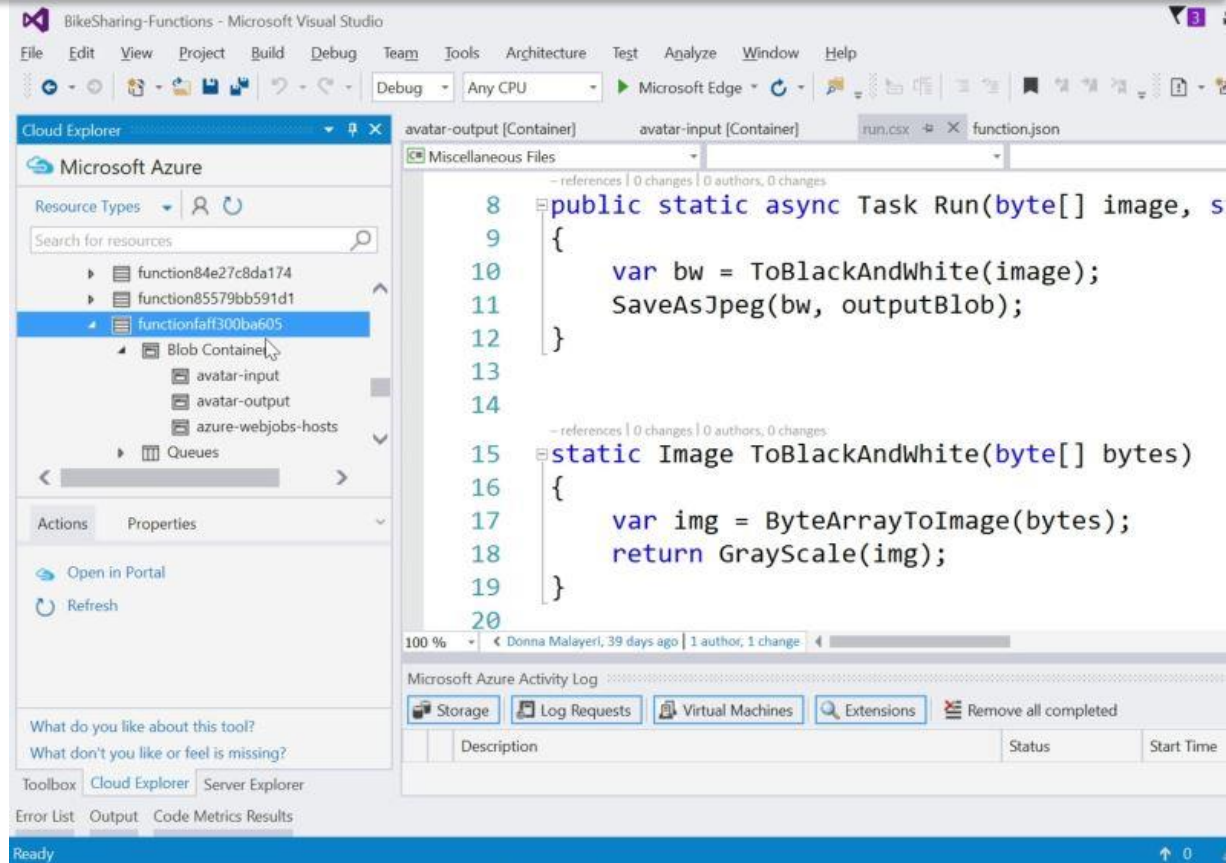 BikeSharing-Functions - Microsoft Visual Studio
3
File Edit View Project Build Debug Team Tools Architecture Test Analyze Window Help
Debug Any CPU Microsoft Edge
Cloud Explorer
Microsoft Azure
Resource Types
Search for resources
function84e27c8da174
function85579bb591d1
functionfaff300ba605
Blob Container
avatar-input
avatar-output
azure-webjobs-hosts
Queues
Actions Properties
Open in Portal
Refresh
What do you like about this tool?
What don't you like or feel is missing?
Toolbox Cloud Explorer Server Explorer
avatar-output [Container] avatar-input [Container] run.csx function.json
C# Miscellaneous Files
– references | 0 changes | 0 authors, 0 changes
8 public static async Task Run(byte[] image, s
9 {
10 var bw = ToBlackAndWhite(image);
11 SaveAsJpeg(bw, outputBlob);
12 }
13
14
– references | 0 changes | 0 authors, 0 changes
15 static Image ToBlackAndWhite(byte[] bytes)
16 {
17 var img = ByteArrayToImage(bytes);
18 return GrayScale(img);
19 }
20
100 % Donna Malayeri, 39 days ago | 1 author, 1 change
Microsoft Azure Activity Log
Storage Log Requests Virtual Machines Extensions Remove all completed
Description Status Start Time
Error List Output Code Metrics Results
Ready 0